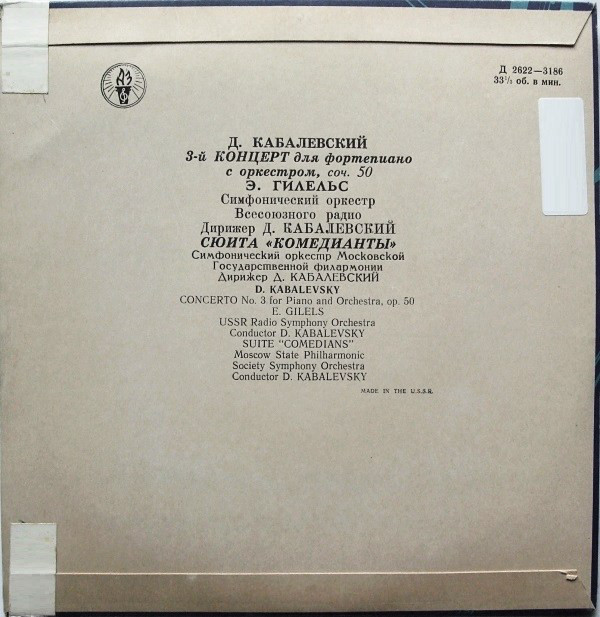 Д 2622—3186
33⅓ об. в мин.
Д. КАБАЛЕВСКИЙ
3-й КОНЦЕРТ для фортепиано
с оркестром, соч. 50
Э. ГИЛЕЛЬС
Симфонический оркестр
Всесоюзного радио
Дирижер Д. КАБАЛЕВСКИЙ
СЮИТА «КОМЕДИАНТЫ»
Симфонический оркестр Московской
Государственной филармонии
Дирижер Д. КАБАЛЕВСКИЙ
D. KABALEVSKY
CONCERTO No. 3 for Piano and Orchestra, op. 50
E. GILELS
USSR Radio Symphony Orchestra
Conductor D. KABALEVSKY
SUITE "COMEDIANS"
Moscow State Philharmonic
Society Symphony Orchestra
Conductor D. KABALEVSKY
MADE IN THE U.S.S.R.